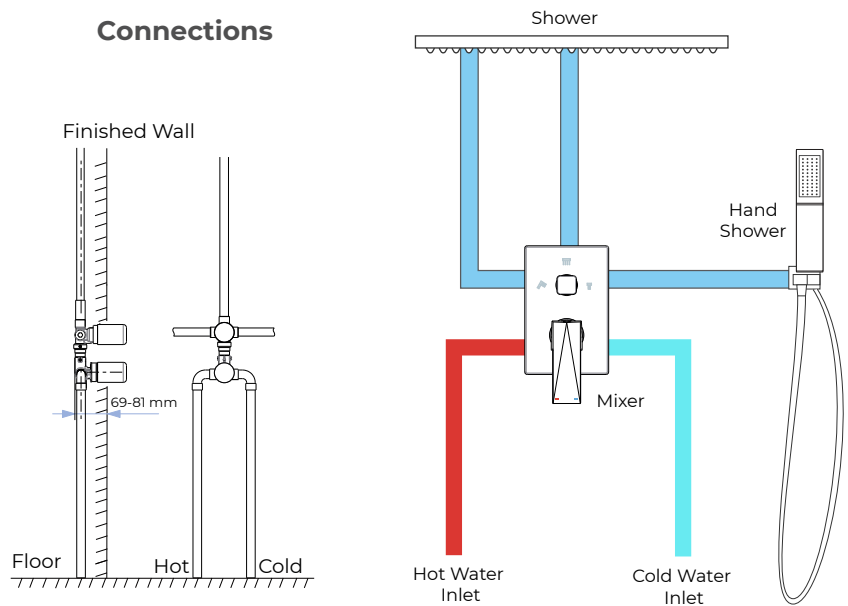 Connections
Shower
Finished Wall
Hand
Shower
69-81 mm
Mixer
Floor
Hot
Cold
Hot Water
Inlet
Cold Water
Inlet